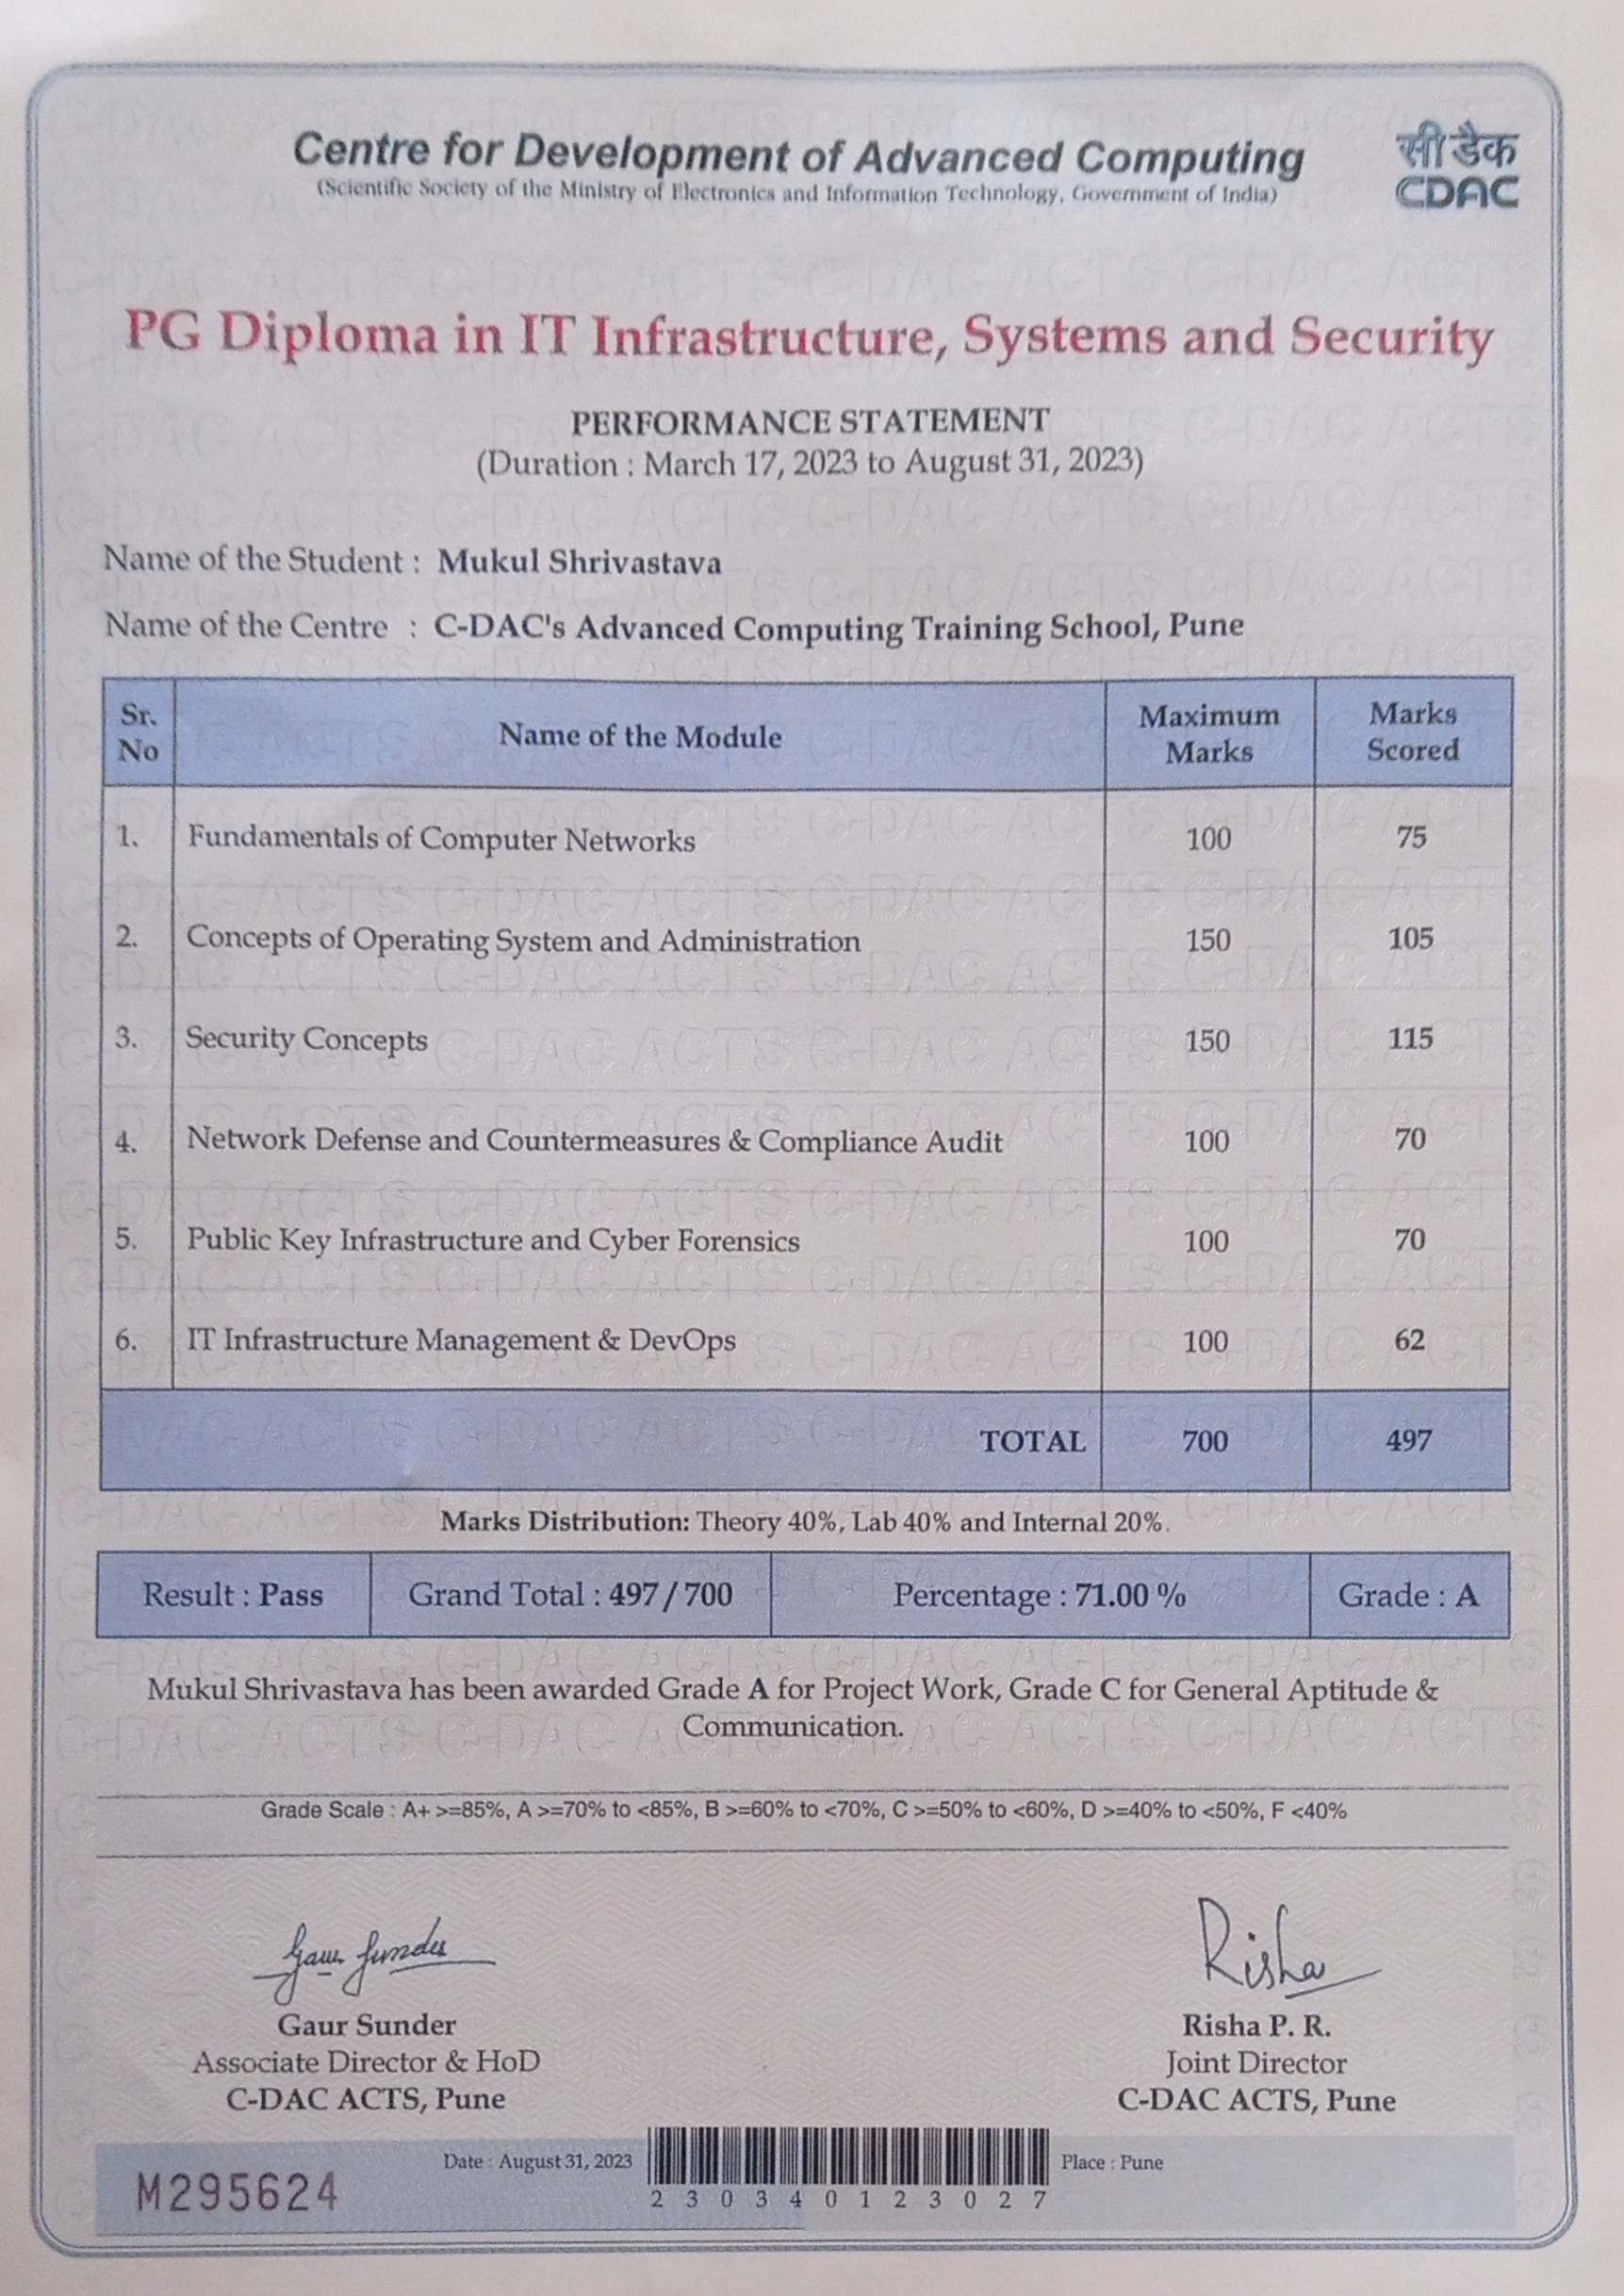 Centre for Development of Advanced Computing
(Scientific Society of the Ministry of Electronics and Information Technology, Government of India)
सी डैक
CDAC
PG Diploma in IT Infrastructure, Systems and Security
PERFORMANCE STATEMENT
(Duration : March 17, 2023 to August 31, 2023)
Name of the Student : Mukul Shrivastava
Name of the Centre : C-DAC's Advanced Computing Training School, Pune
Sr. No Name of the Module Maximum Marks Marks Scored
1. Fundamentals of Computer Networks 100 75
2. Concepts of Operating System and Administration 150 105
3. Security Concepts 150 115
4. Network Defense and Countermeasures & Compliance Audit 100 70
5. Public Key Infrastructure and Cyber Forensics 100 70
6. IT Infrastructure Management & DevOps 100 62
TOTAL 700 497
Marks Distribution: Theory 40%, Lab 40% and Internal 20%.
Result : Pass Grand Total : 497 / 700 Percentage : 71.00 % Grade : A
Mukul Shrivastava has been awarded Grade A for Project Work, Grade C for General Aptitude &
Communication.
Grade Scale : A+ >=85%, A >=70% to <85%, B >=60% to <70%, C >=50% to <60%, D >=40% to <50%, F <40%
Gaur Sunder Risha
Gaur Sunder Risha P. R.
Associate Director & HoD Joint Director
C-DAC ACTS, Pune C-DAC ACTS, Pune
M295624 Date : August 31, 2023 Place : Pune
2 3 0 3 4 0 1 2 3 0 2 7